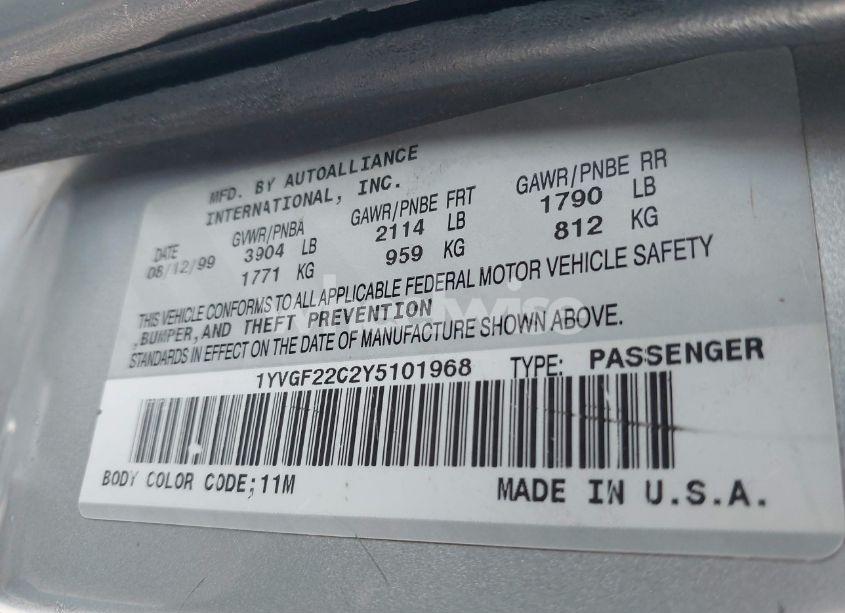 MFD. BY AUTOALLIANCE
INTERNATIONAL, INC.
DATE GVWR/PNBA GAWR/PNBE FRT GAWR/PNBE RR
08/12/99 3904 LB 2114 LB 1790 LB
1771 KG 959 KG 812 KG
THIS VEHICLE CONFORMS TO ALL APPLICABLE FEDERAL MOTOR VEHICLE SAFETY
,BUMPER,AND THEFT PREVENTION
STANDARDS IN EFFECT ON THE DATE OF MANUFACTURE SHOWN ABOVE.
1YVGF22C2Y5101968 TYPE: PASSENGER
BODY COLOR CODE;11M MADE IN U.S.A.